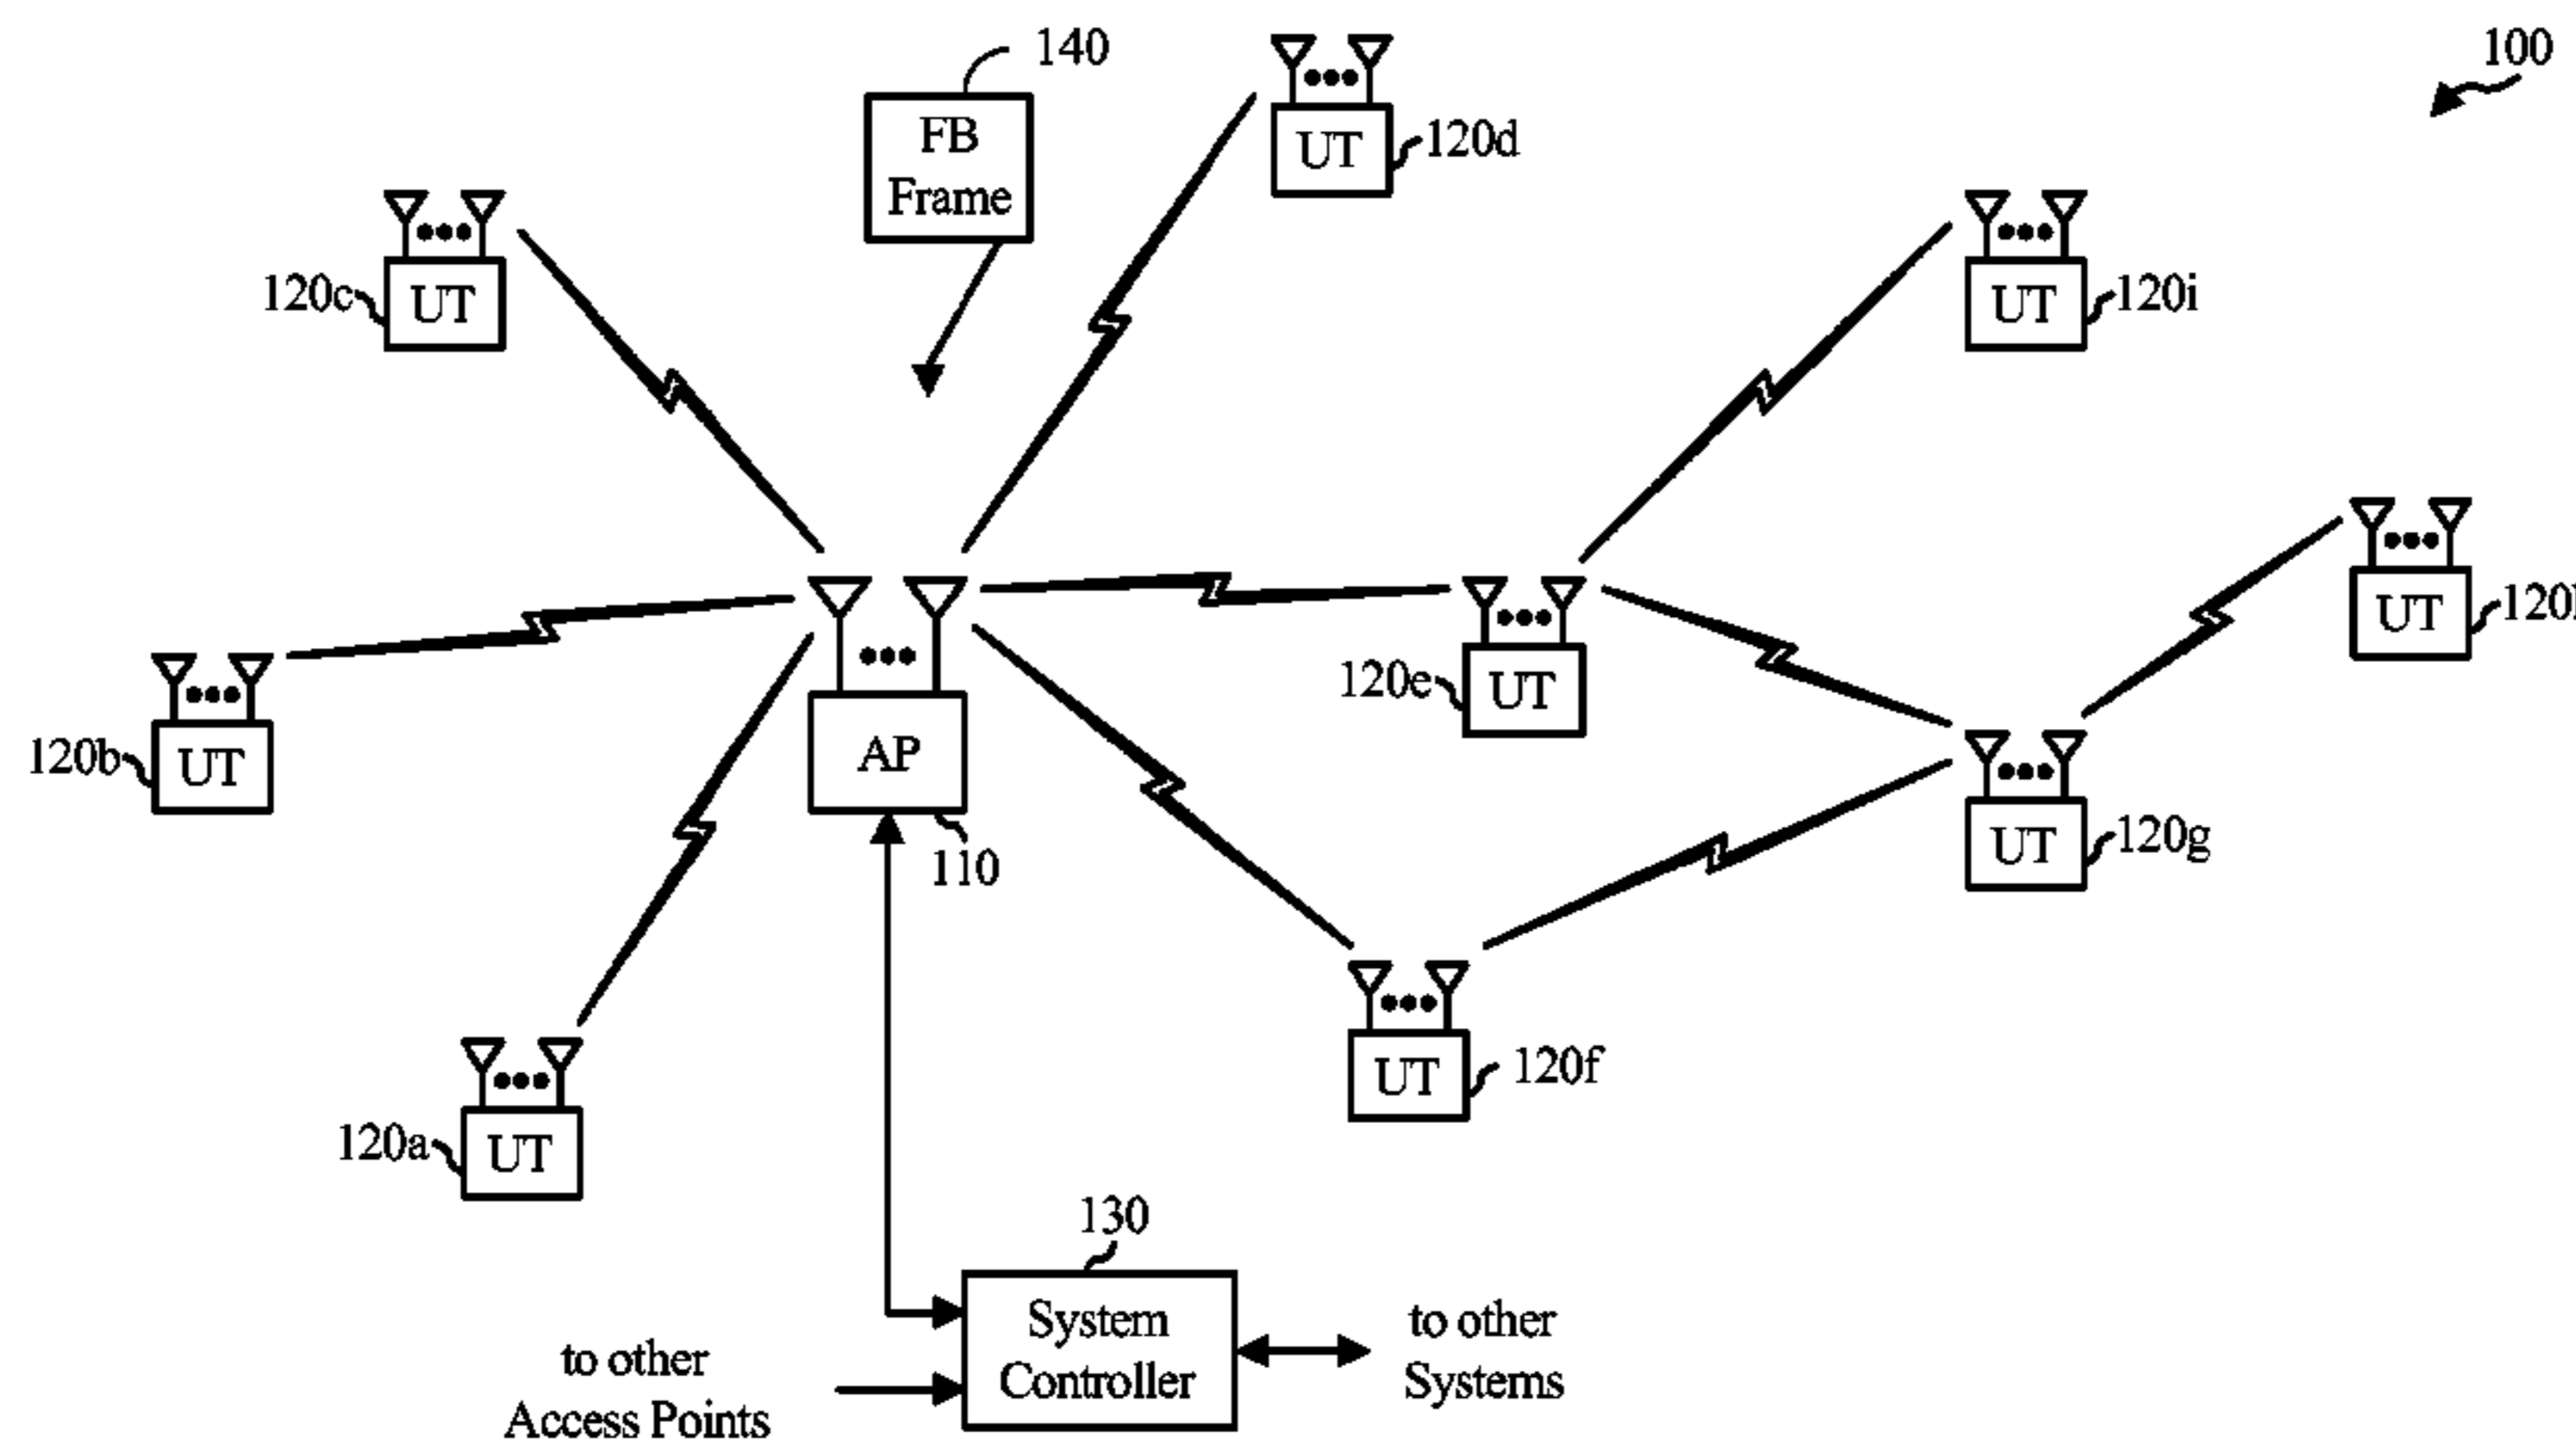 140
100
FB
Frame
UT
120d
120c
UT
UT
120i
UT
120e
UT
120b
UT
AP
110
UT
120g
UT
120f
120a
UT
130
System
Controller
to other
Access Points
to other
Systems